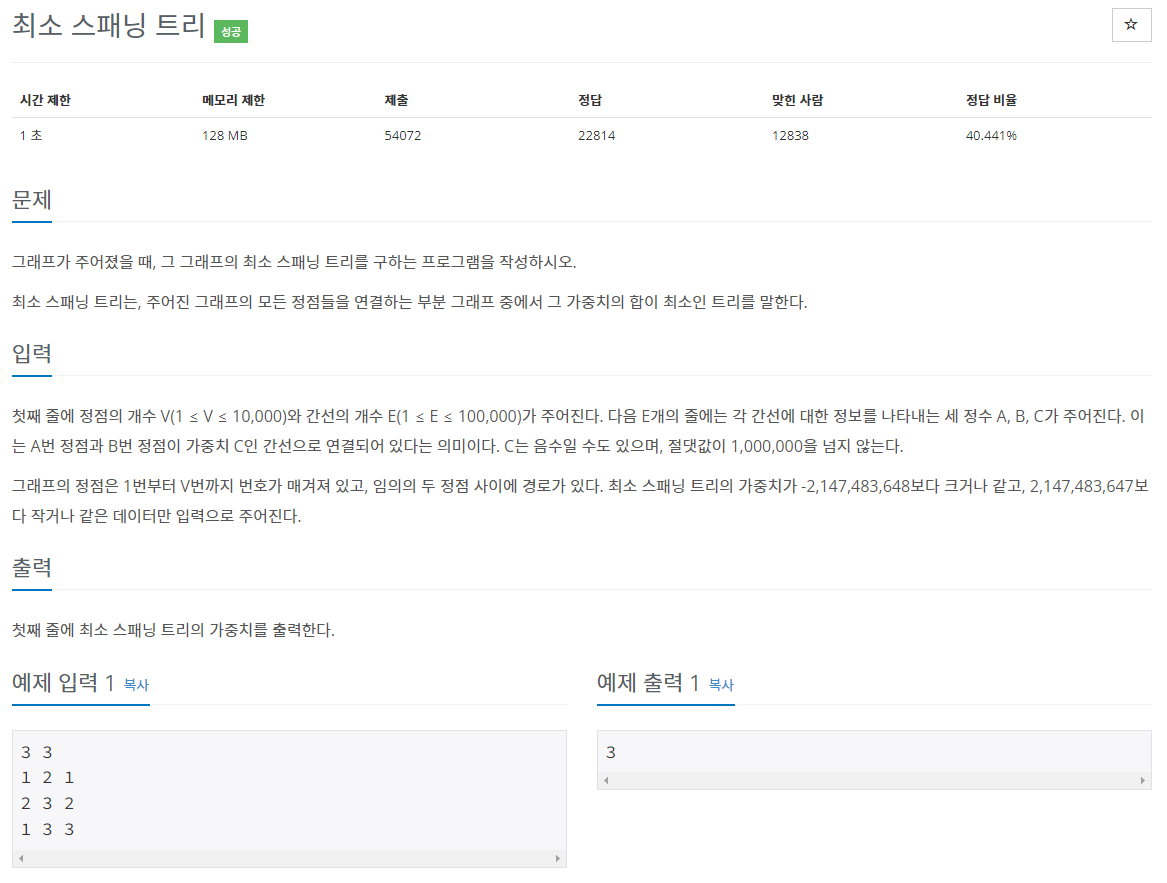 최소 스패닝 트리 성공
☆
시간 제한 메모리 제한 제출 정답 맞힌 사람 정답 비율
1 초 128 MB 54072 22814 12838 40.441%
문제
그래프가 주어졌을 때, 그 그래프의 최소 스패닝 트리를 구하는 프로그램을 작성하시오.
최소 스패닝 트리는, 주어진 그래프의 모든 정점들을 연결하는 부분 그래프 중에서 그 가중치의 합이 최소인 트리를 말한다.
입력
첫째 줄에 정점의 개수 V(1 ≤ V ≤ 10,000)와 간선의 개수 E(1 ≤ E ≤ 100,000)가 주어진다. 다음 E개의 줄에는 각 간선에 대한 정보를 나타내는 세 정수 A, B, C가 주어진다. 이
는 A번 정점과 B번 정점이 가중치 C인 간선으로 연결되어 있다는 의미이다. C는 음수일 수도 있으며, 절댓값이 1,000,000을 넘지 않는다.
그래프의 정점은 1번부터 V번까지 번호가 매겨져 있고, 임의의 두 정점 사이에 경로가 있다. 최소 스패닝 트리의 가중치가 -2,147,483,648보다 크거나 같고, 2,147,483,647보
다 작거나 같은 데이터만 입력으로 주어진다.
출력
첫째 줄에 최소 스패닝 트리의 가중치를 출력한다.
예제 입력 1 복사
3 3
1 2 1
2 3 2
1 3 3
예제 출력 1 복사
3